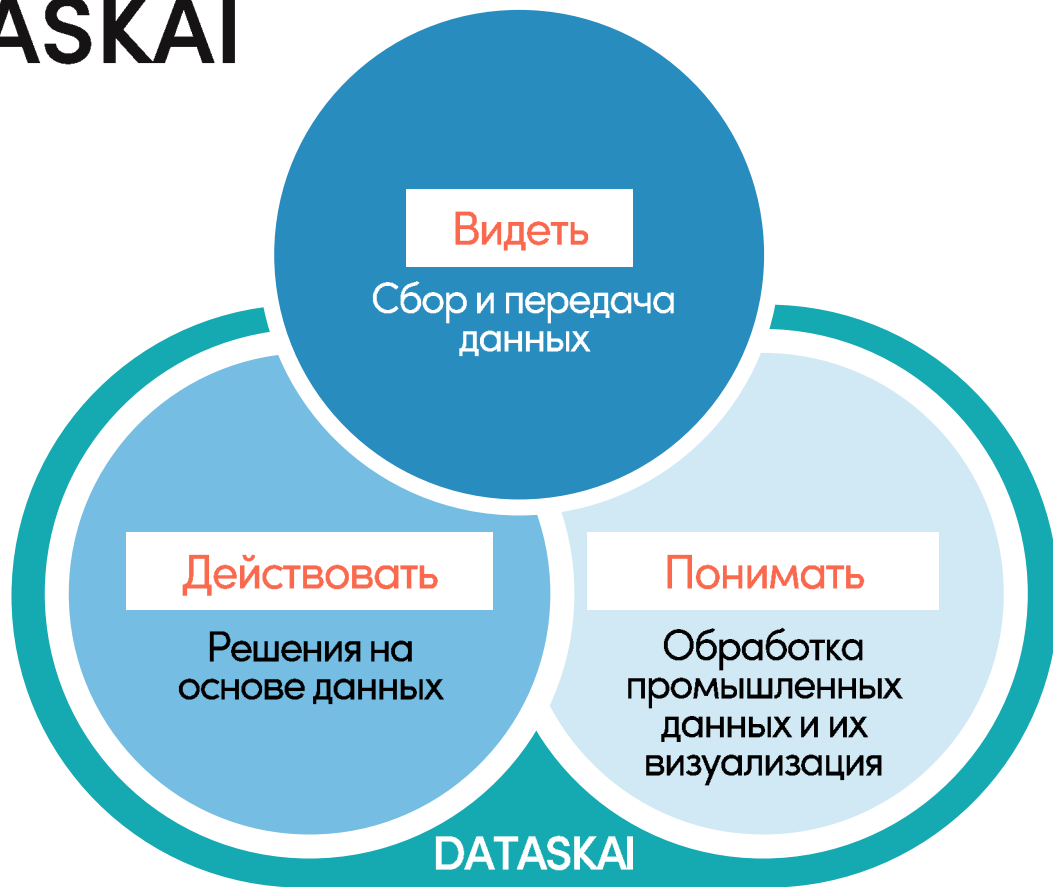 ASKAI
Видеть
Сбор и передача
данных
Действовать
Решения на
основе данных
Понимать
Обработка
промышленных
данных и их
визуализация
DATASKAI